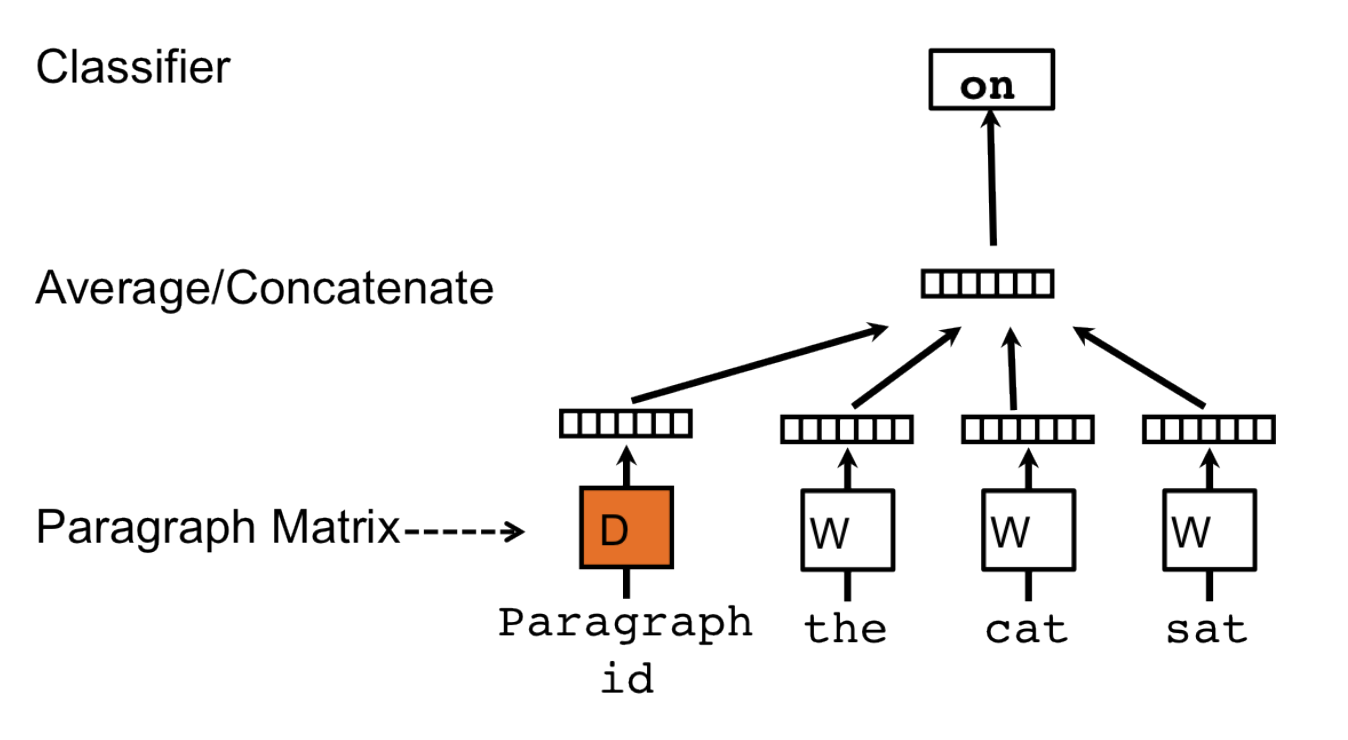 Classifier
on
Average/Concatenate
Paragraph Matrix
D
W
W
W
Paragraph
id
the
cat
sat